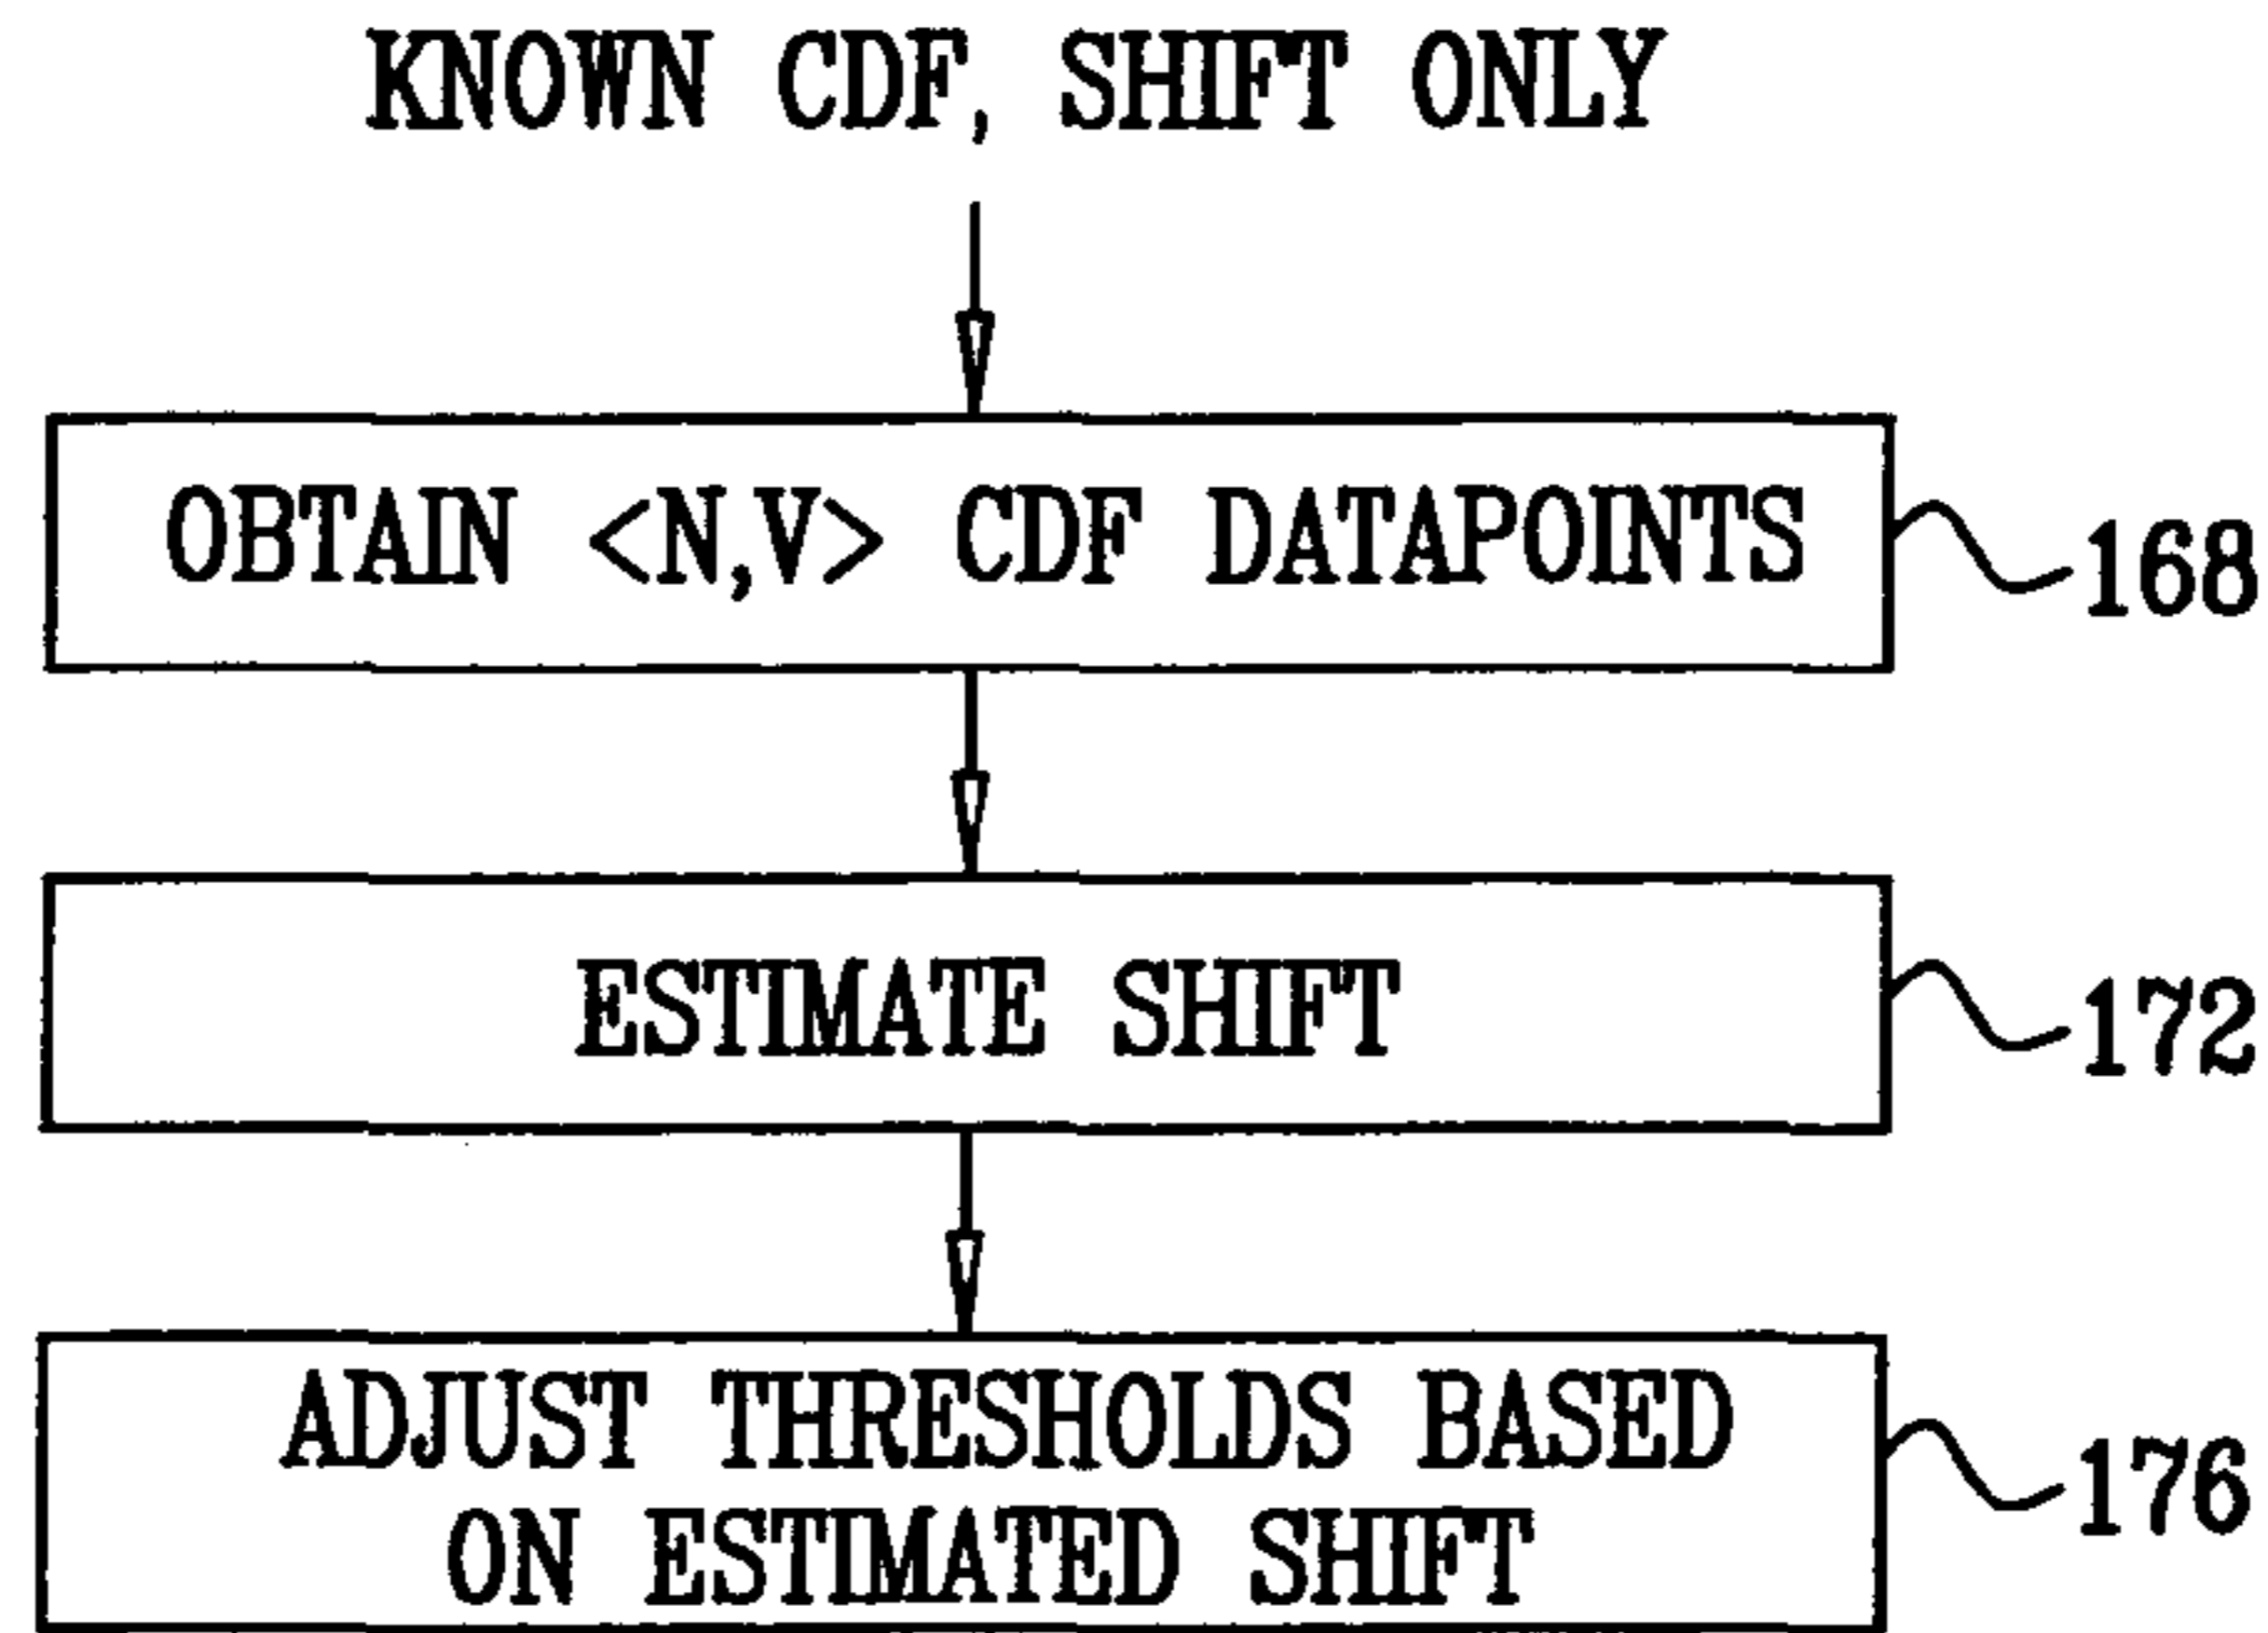 KNOWN CDF, SHIFT ONLY
OBTAIN <N,V> CDF DATAPOINTS
168
ESTIMATE SHIFT
172
ADJUST THRESHOLDS BASED
ON ESTIMATED SHIFT
176